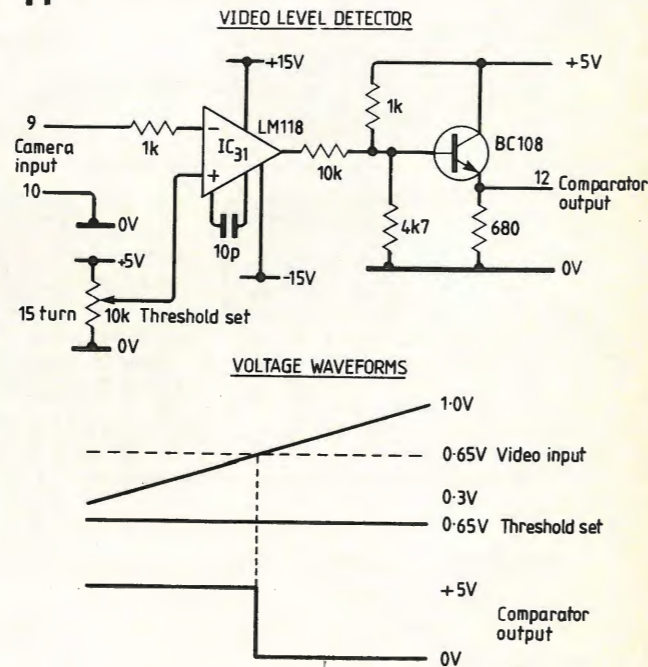 VIDEO LEVEL DETECTOR
+15V
9
Camera
input
10
0V
1k
−
+
IC31
LM118
10p
-15V
10k
1k
4k7
+5V
BC108
12 Comparator
output
680
0V
+5V
15 turn
10k Threshold set
0V
VOLTAGE WAVEFORMS
1·0V
0·65V Video input
0·3V
0·65V Threshold set
+5V
Comparator
output
0V